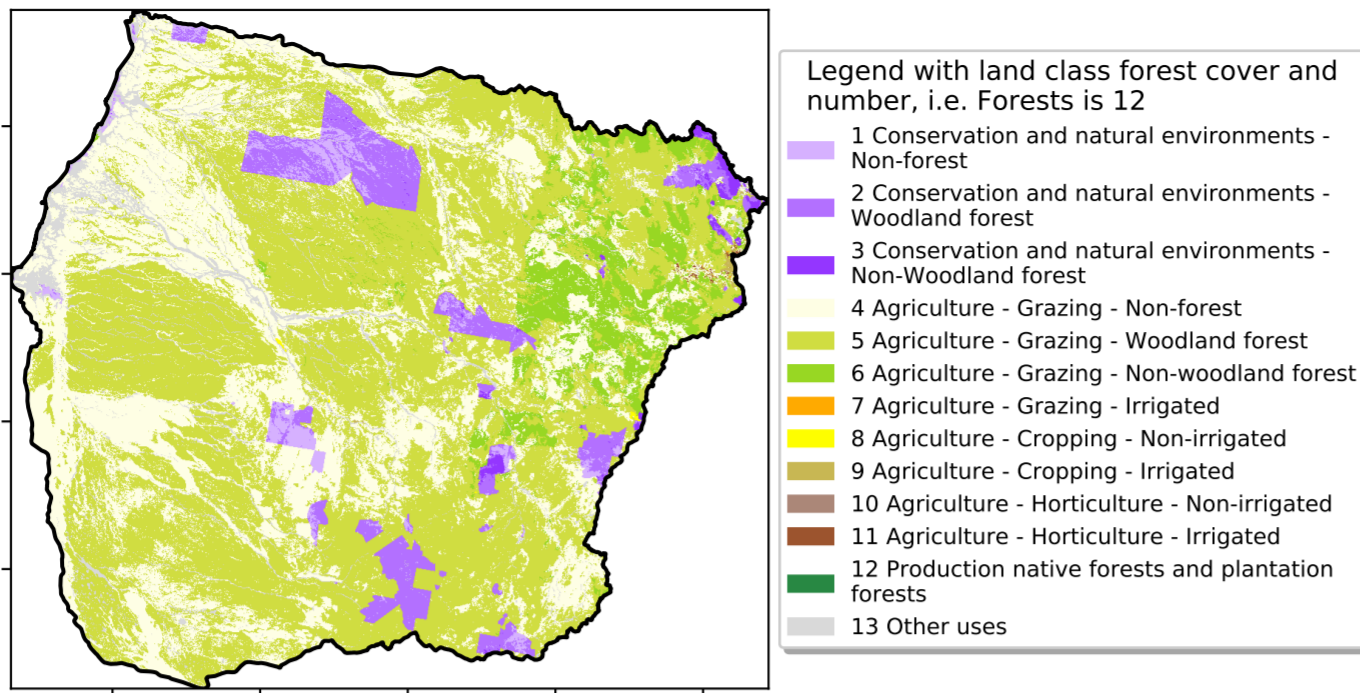 Legend with land class forest cover and
number, i.e. Forests is 12
1 Conservation and natural environments -
Non-forest
2 Conservation and natural environments -
Woodland forest
3 Conservation and natural environments -
Non-Woodland forest
4 Agriculture - Grazing - Non-forest
5 Agriculture - Grazing - Woodland forest
6 Agriculture - Grazing - Non-woodland forest
7 Agriculture - Grazing - Irrigated
8 Agriculture - Cropping - Non-irrigated
9 Agriculture - Cropping - Irrigated
10 Agriculture - Horticulture - Non-irrigated
11 Agriculture - Horticulture - Irrigated
12 Production native forests and plantation
forests
13 Other uses